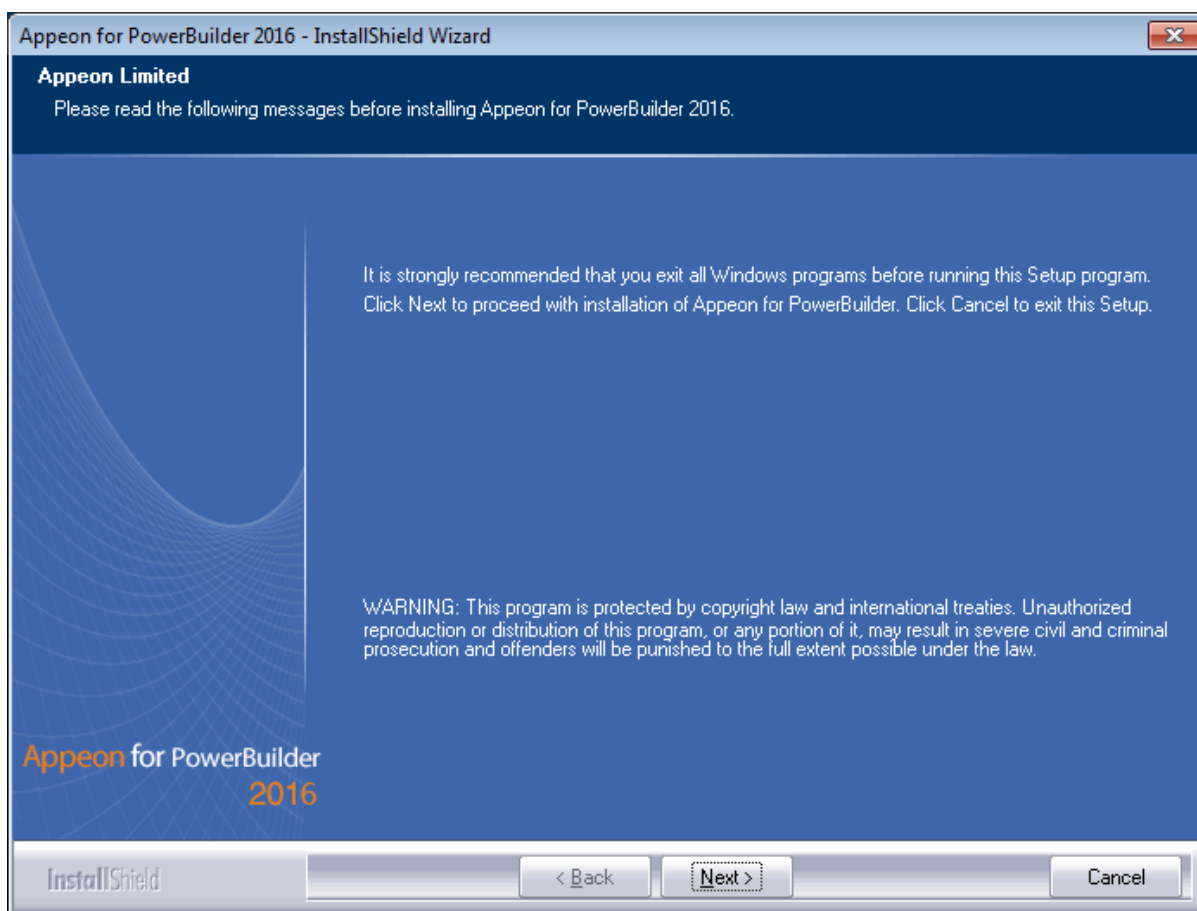 Appeon for PowerBuilder 2016 - InstallShield Wizard
Appeon Limited
Please read the following messages before installing Appeon for PowerBuilder 2016.
It is strongly recommended that you exit all Windows programs before running this Setup program.
Click Next to proceed with installation of Appeon for PowerBuilder. Click Cancel to exit this Setup.
WARNING: This program is protected by copyright law and international treaties. Unauthorized
reproduction or distribution of this program, or any portion of it, may result in severe civil and criminal
prosecution and offenders will be punished to the full extent possible under the law.
Appeon for PowerBuilder
2016
InstallShield
< Back
Next >
Cancel